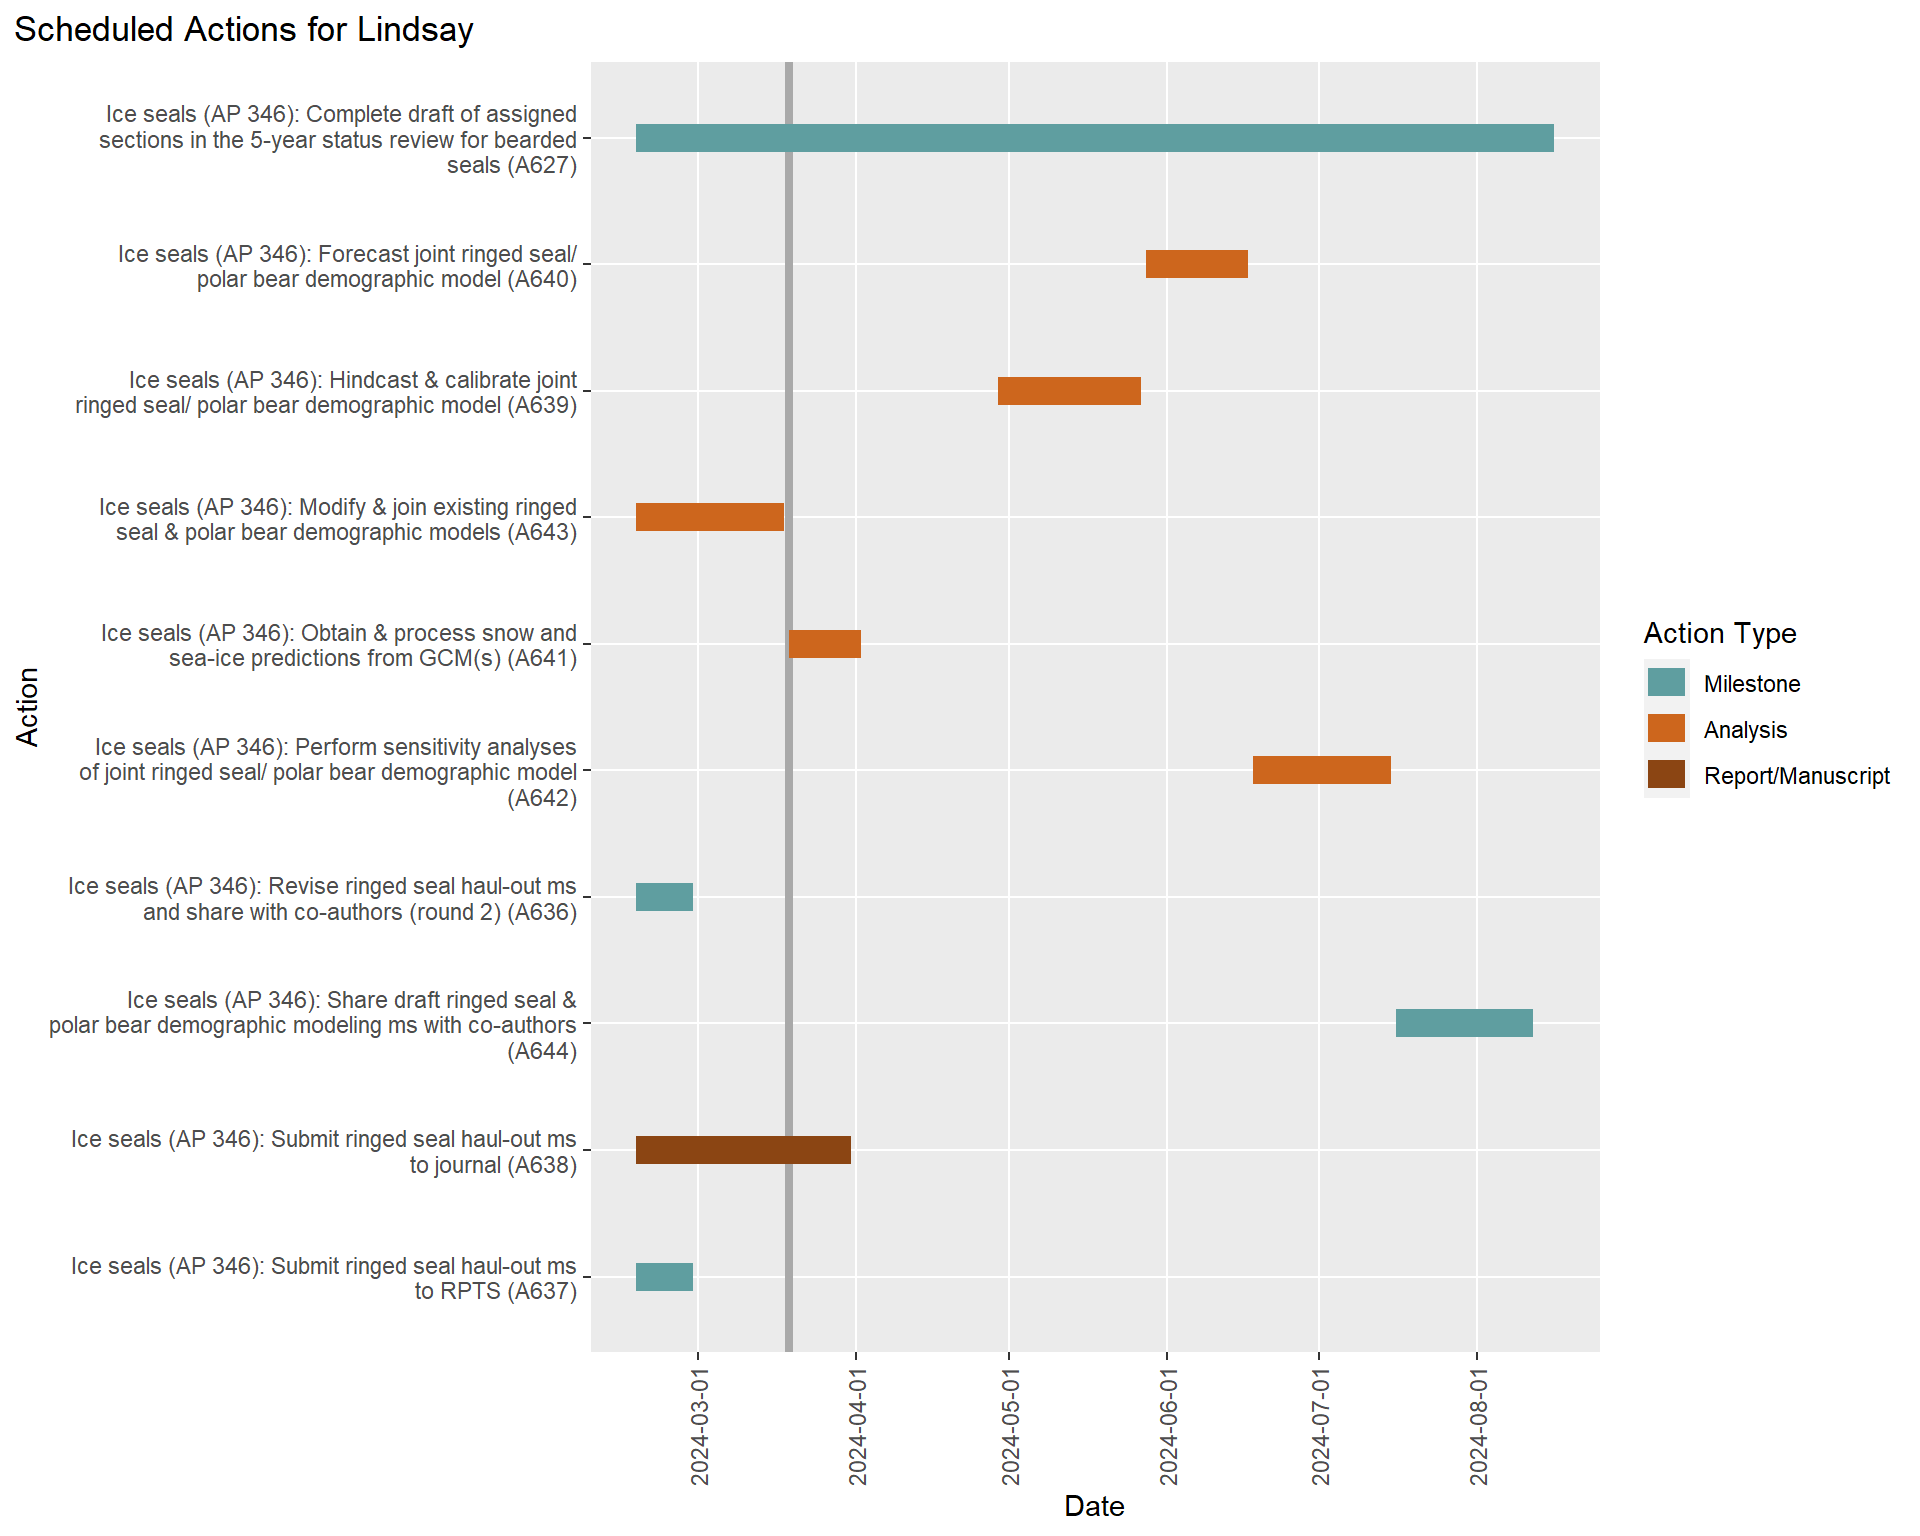 Scheduled Actions for Lindsay
Ice seals (AP 346): Complete draft of assigned
sections in the 5-year status review for bearded
seals (A627)
Ice seals (AP 346): Forecast joint ringed seal/
polar bear demographic model (A640)
Ice seals (AP 346): Hindcast & calibrate joint
ringed seal/ polar bear demographic model (A639)
Ice seals (AP 346): Modify & join existing ringed
seal & polar bear demographic models (A643)
Ice seals (AP 346): Obtain & process snow and
sea-ice predictions from GCM(s) (A641)
Ice seals (AP 346): Perform sensitivity analyses
of joint ringed seal/ polar bear demographic model
(A642)
Ice seals (AP 346): Revise ringed seal haul-out ms
and share with co-authors (round 2) (A636)
Ice seals (AP 346): Share draft ringed seal &
polar bear demographic modeling ms with co-authors
(A644)
Ice seals (AP 346): Submit ringed seal haul-out ms
to journal (A638)
Ice seals (AP 346): Submit ringed seal haul-out ms
to RPTS (A637)
Action
2024-03-01
2024-04-01
2024-05-01
2024-06-01
2024-07-01
2024-08-01
Date
Action Type
Milestone
Analysis
Report/Manuscript